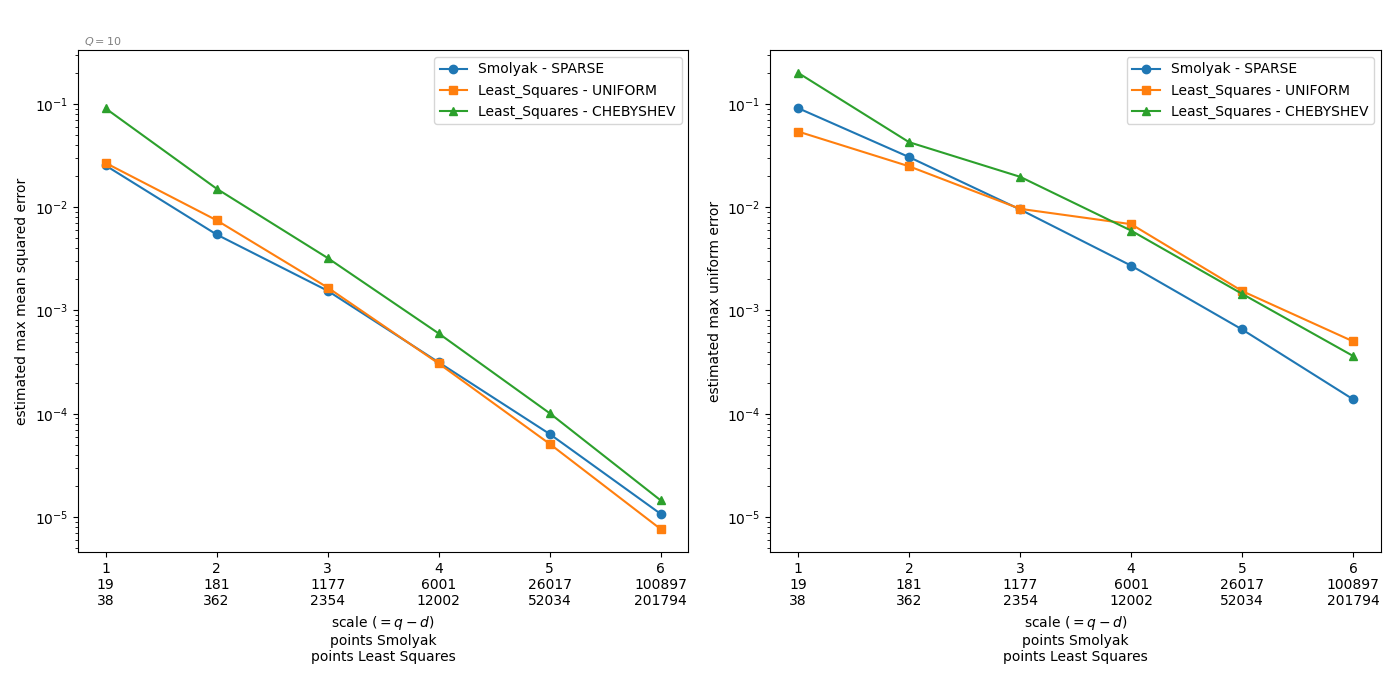 Q = 10
Smolyak - SPARSE
Least_Squares - UNIFORM
Least_Squares - CHEBYSHEV
estimated max mean squared error
10⁻¹
10⁻²
10⁻³
10⁻⁴
10⁻⁵
1 2 3 4 5 6
19 181 1177 6001 26017 100897
38 362 2354 12002 52034 201794
scale (= q − d)
points Smolyak
points Least Squares
Smolyak - SPARSE
Least_Squares - UNIFORM
Least_Squares - CHEBYSHEV
estimated max uniform error
10⁻¹
10⁻²
10⁻³
10⁻⁴
10⁻⁵
1 2 3 4 5 6
19 181 1177 6001 26017 100897
38 362 2354 12002 52034 201794
scale (= q − d)
points Smolyak
points Least Squares